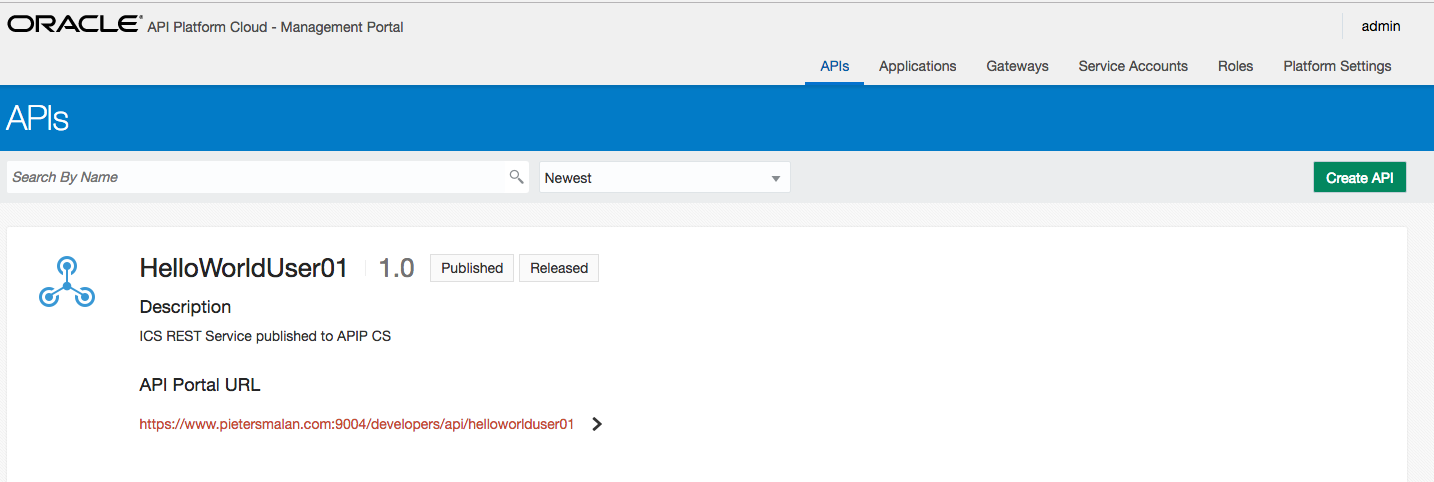 ORACLE® API Platform Cloud - Management Portal
admin
APIs Applications Gateways Service Accounts Roles Platform Settings
APIs
Search By Name Newest Create API
HelloWorldUser01 1.0 Published Released
Description
ICS REST Service published to APIP CS
API Portal URL
https://www.pietersmalan.com:9004/developers/api/helloworlduser01